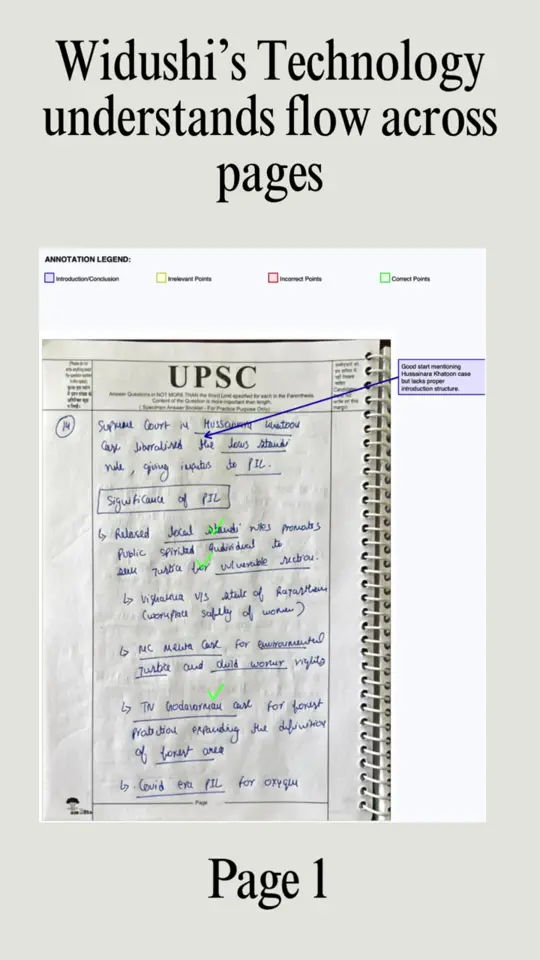 Widushi's Technology
understands flow across
pages
ANNOTATION LEGEND:
Introduction/Conclusion
Irrelevant Points
Incorrect Points
Correct Points
Good start mentioning
Hussainara Khatoon case
but lacks proper
introduction structure.
UPSC
Answer Questions in NOT MORE THAN the Word Limit specified for each in the Parenthesis
Content of the Question is more important then length.
( Specimen Answer Booklet - For Practice Purpose Only)
14
Supreme Court in Hussainara Khatoon
Case liberalised the locus standi
rule, giving impetus to PIL.
Significance of PIL
↳ Relaxed local standi rules promotes
Public spirited individual to
seek justice for vulnerable section.
↳ Vishakha v/s state of Rajasthan
(workplace safety of women)
↳ MC Mehta Case for environmental
justice and child worker rights
↳ TN Godavarman case for forest
protection expanding the definition
of forest area
↳ Covid era PIL for oxygen
Page
Page 1